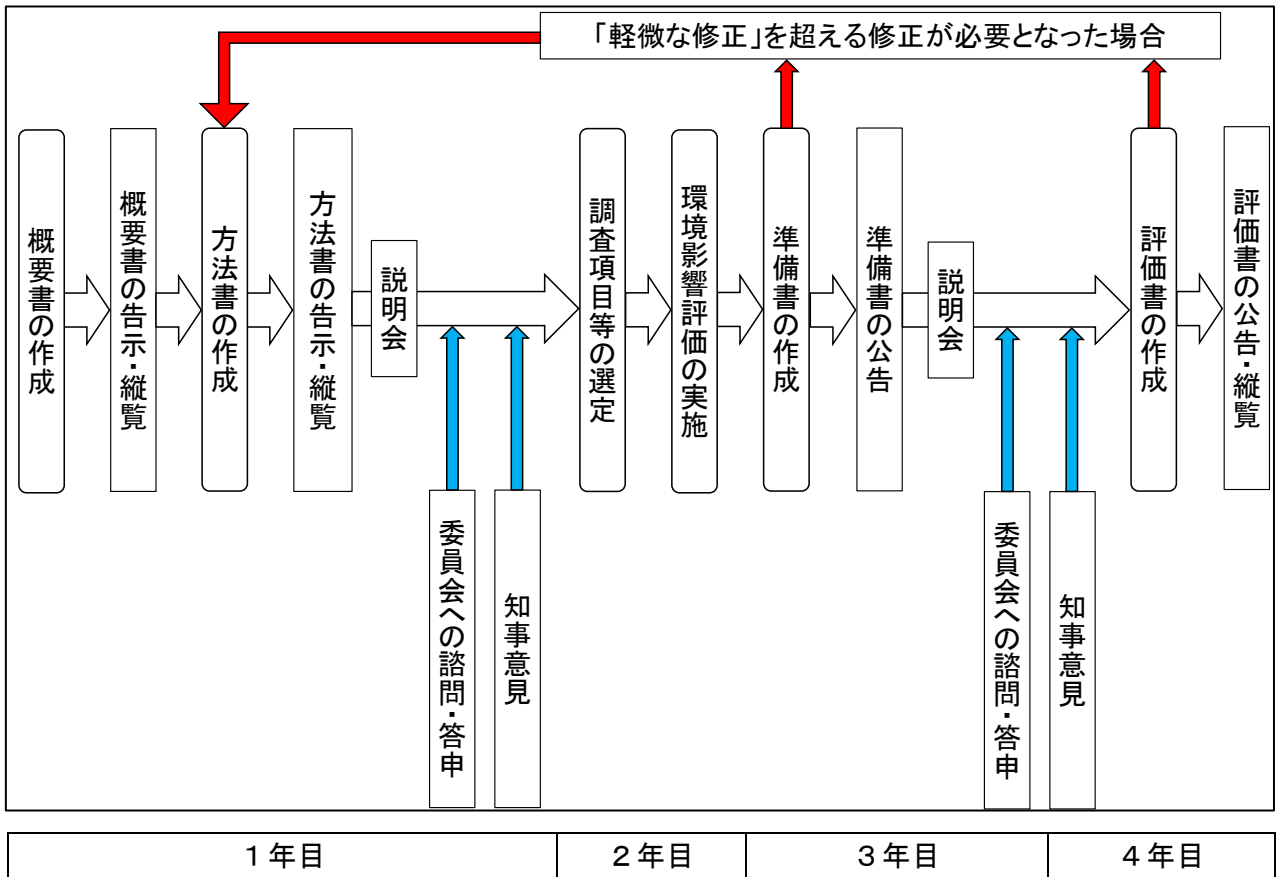 「軽微な修正」を超える修正が必要となった場合
概要書の作成
概要書の告示・縦覧
方法書の作成
方法書の告示・縦覧
説明会
調査項目等の選定
環境影響評価の実施
準備書の作成
準備書の公告
説明会
評価書の作成
評価書の公告・縦覧
委員会への諮問・答申
知事意見
委員会への諮問・答申
知事意見
１年目
２年目
３年目
４年目